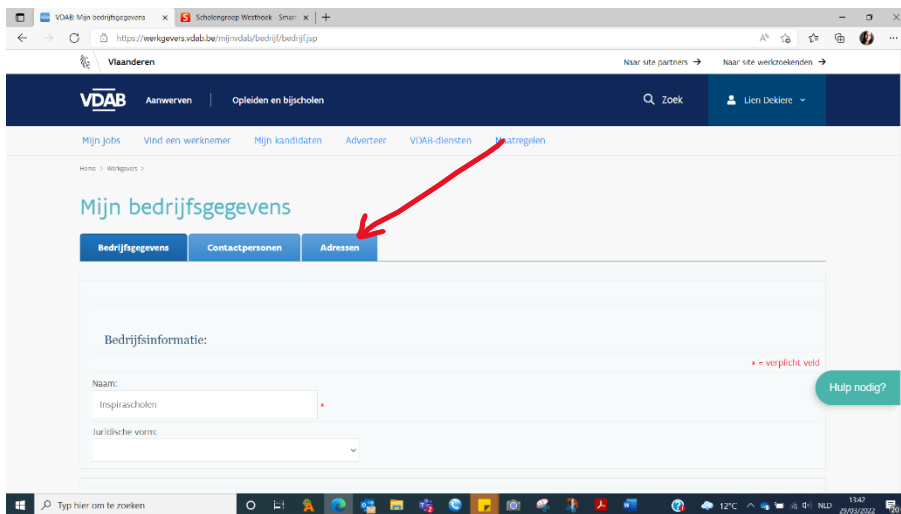 VDAB: Mijn bedrijfsgegevens
Scholengroep Westhoek - Smart
https://werkgevers.vdab.be/mijnvdab/bedrijf/bedrijf.jsp
Vlaanderen
Naar site partners → Naar site werkzoekenden →
VDAB Aanwerven | Opleiden en bijscholen Zoek Lien Dekiere
Mijn jobs Vind een werknemer Mijn kandidaten Adverteer VDAB-diensten Maatregelen
Home > Werkgevers >
Mijn bedrijfsgegevens
Bedrijfsgegevens Contactpersonen Adressen
Bedrijfsinformatie:
* = verplicht veld
Hulp nodig?
Naam:
Inspirascholen *
Juridische vorm:
Typ hier om te zoeken
12°C NLD 13:42
29/03/2022
20